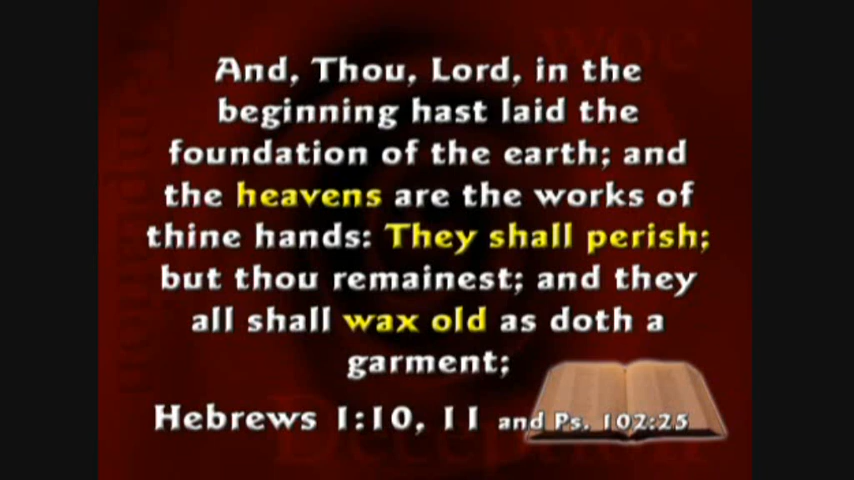 And, Thou, Lord, in the
beginning hast laid the
foundation of the earth; and
the heavens are the works of
thine hands: They shall perish;
but thou remainest; and they
all shall wax old as doth a
garment;
Hebrews 1:10, 11 and Ps. 102:25